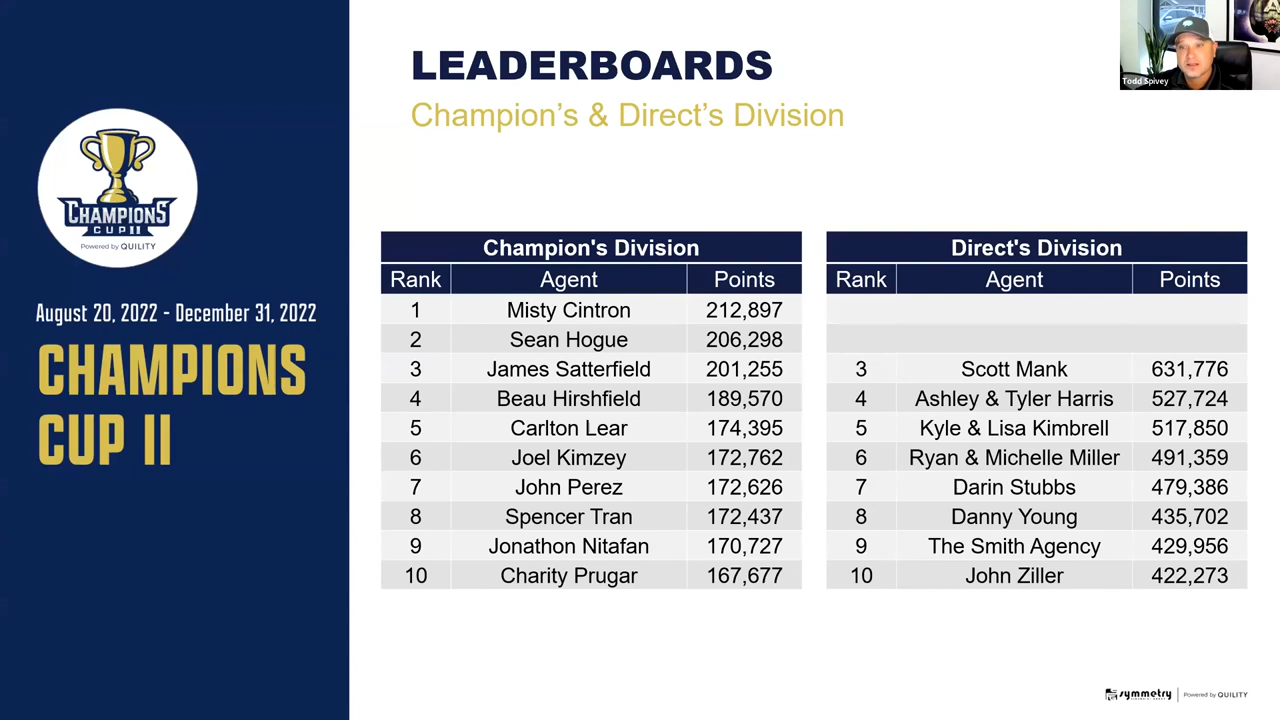 LEADERBOARDS
Champion's & Direct's Division
Todd Spivey
CHAMPIONS
CUP II
Powered by QUILITY
August 20, 2022 - December 31, 2022
CHAMPIONS
CUP II
Champion's Division
Rank Agent Points
1 Misty Cintron 212,897
2 Sean Hogue 206,298
3 James Satterfield 201,255
4 Beau Hirshfield 189,570
5 Carlton Lear 174,395
6 Joel Kimzey 172,762
7 John Perez 172,626
8 Spencer Tran 172,437
9 Jonathon Nitafan 170,727
10 Charity Prugar 167,677
Direct's Division
Rank Agent Points
3 Scott Mank 631,776
4 Ashley & Tyler Harris 527,724
5 Kyle & Lisa Kimbrell 517,850
6 Ryan & Michelle Miller 491,359
7 Darin Stubbs 479,386
8 Danny Young 435,702
9 The Smith Agency 429,956
10 John Ziller 422,273
symmetry
FINANCIAL GROUP
Powered by QUILITY